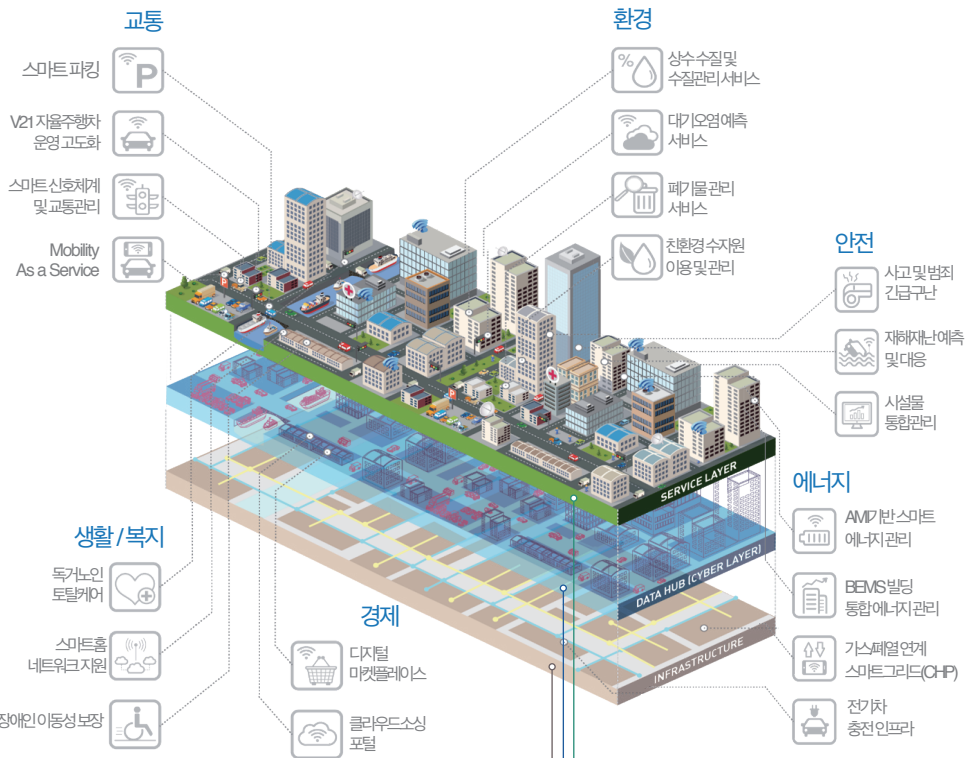 교통
스마트 파킹
P
V21 자율주행차
운영 고도화
스마트 신호체계
및 교통관리
Mobility
As a Service
환경
%
상수 수질 및
수질관리 서비스
대기오염 예측
서비스
폐기물 관리
서비스
친환경 수자원
이용 및 관리
안전
사고 및 범죄
긴급구난
재해재난 예측
및 대응
시설물
통합관리
에너지
AMI기반 스마트
에너지 관리
BEMS 빌딩
통합 에너지 관리
가스/폐열 연계
스마트그리드(CHP)
전기차
충전 인프라
SERVICE LAYER
DATA HUB (CYBER LAYER)
INFRASTRUCTURE
생활 / 복지
독거노인
토탈케어
스마트홈
네트워크 지원
장애인 이동성 보장
경제
디지털
마켓플레이스
클라우드소싱
포털